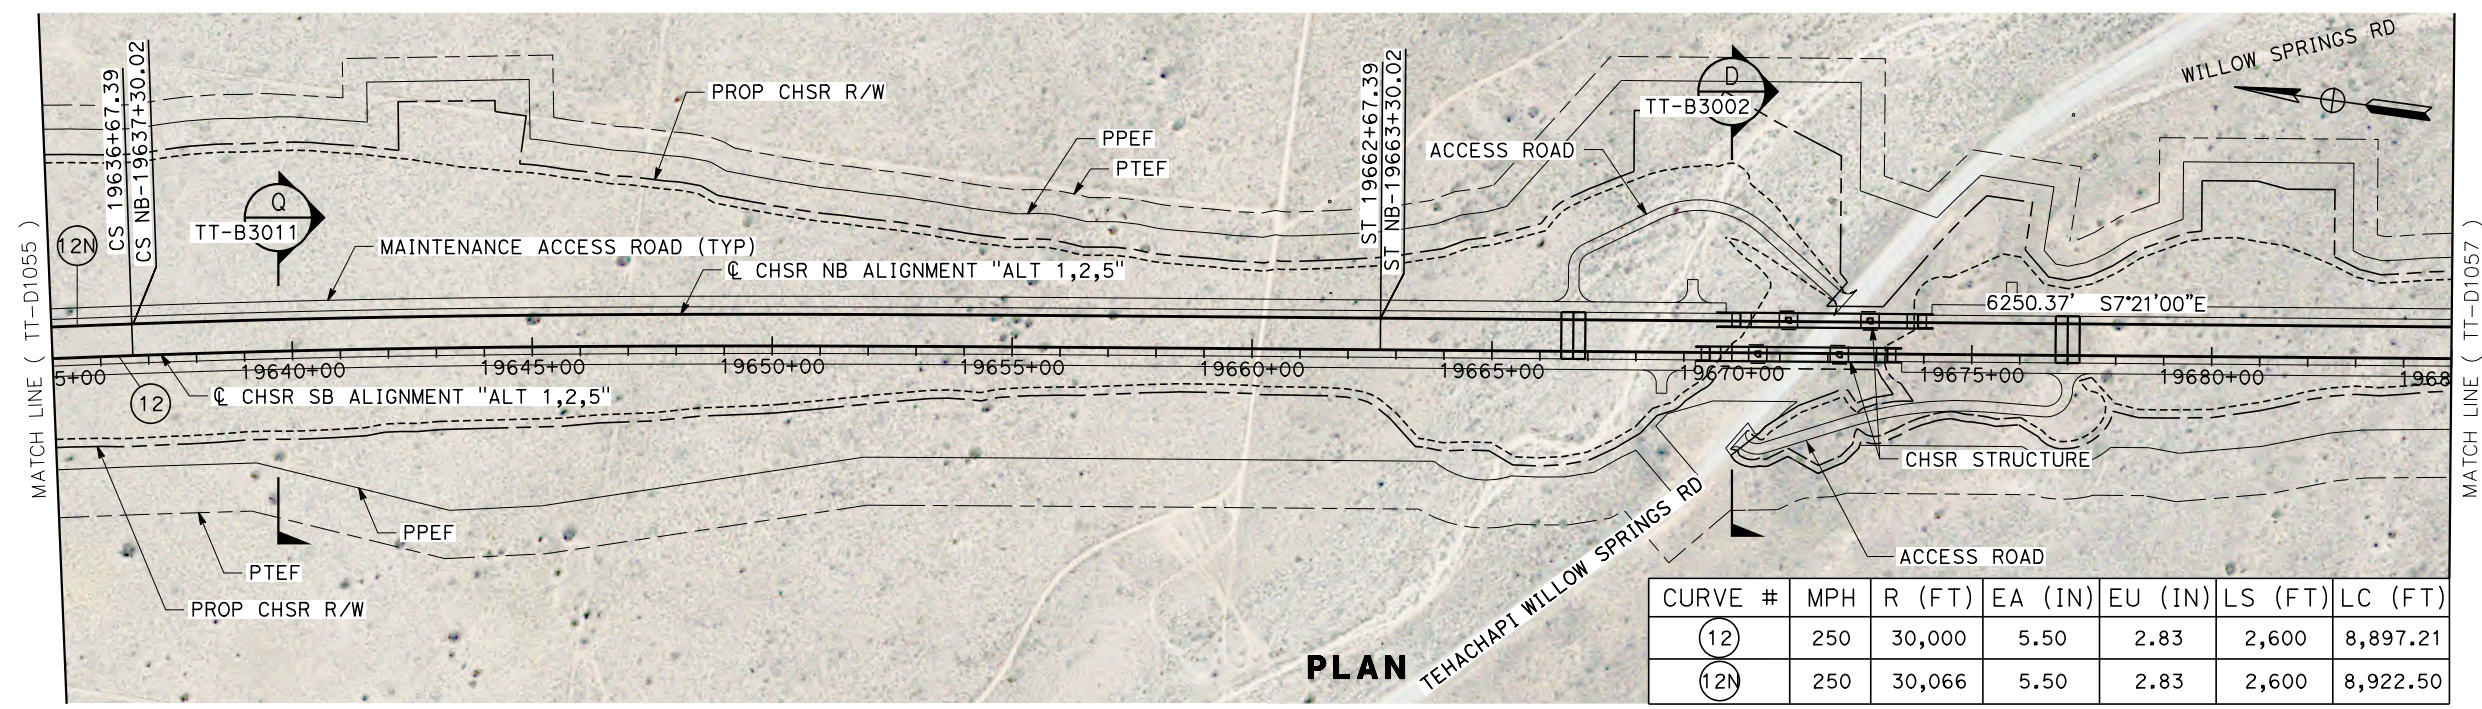 MATCH LINE ( TT-D1055 )
CS 19636+67.39
CS NB-19637+30.02
12N
Q
TT-B3011
PROP CHSR R/W
PPEF
PTEF
MAINTENANCE ACCESS ROAD (TYP)
℄ CHSR NB ALIGNMENT "ALT 1,2,5"
ST 19662+67.39
ST NB-19663+30.02
ACCESS ROAD
D
TT-B3002
WILLOW SPRINGS RD
6250.37' S7°21'00"E
MATCH LINE ( TT-D1057 )
5+00
19640+00
19645+00
19650+00
19655+00
19660+00
19665+00
19670+00
19675+00
19680+00
1968
12
℄ CHSR SB ALIGNMENT "ALT 1,2,5"
CHSR STRUCTURE
PPEF
PTEF
PROP CHSR R/W
ACCESS ROAD
TEHACHAPI WILLOW SPRINGS RD
PLAN
CURVE # MPH R (FT) EA (IN) EU (IN) LS (FT) LC (FT)
12 250 30,000 5.50 2.83 2,600 8,897.21
12N 250 30,066 5.50 2.83 2,600 8,922.50